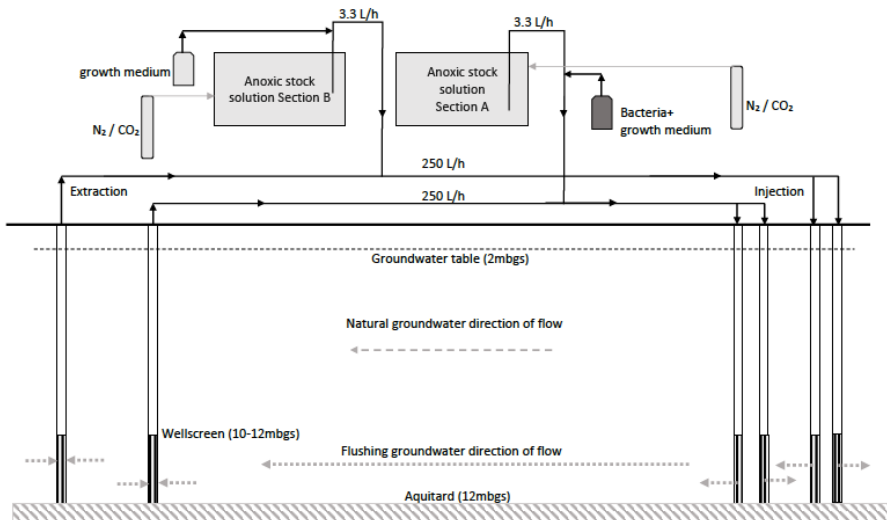 3.3 L/h
3.3 L/h
growth medium
Anoxic stock
solution Section B
Anoxic stock
solution
Section A
N₂ / CO₂
Bacteria+
growth medium
N₂ / CO₂
250 L/h
Extraction
Injection
250 L/h
Groundwater table (2mbgs)
Natural groundwater direction of flow
Wellscreen (10-12mbgs)
Flushing groundwater direction of flow
Aquitard (12mbgs)